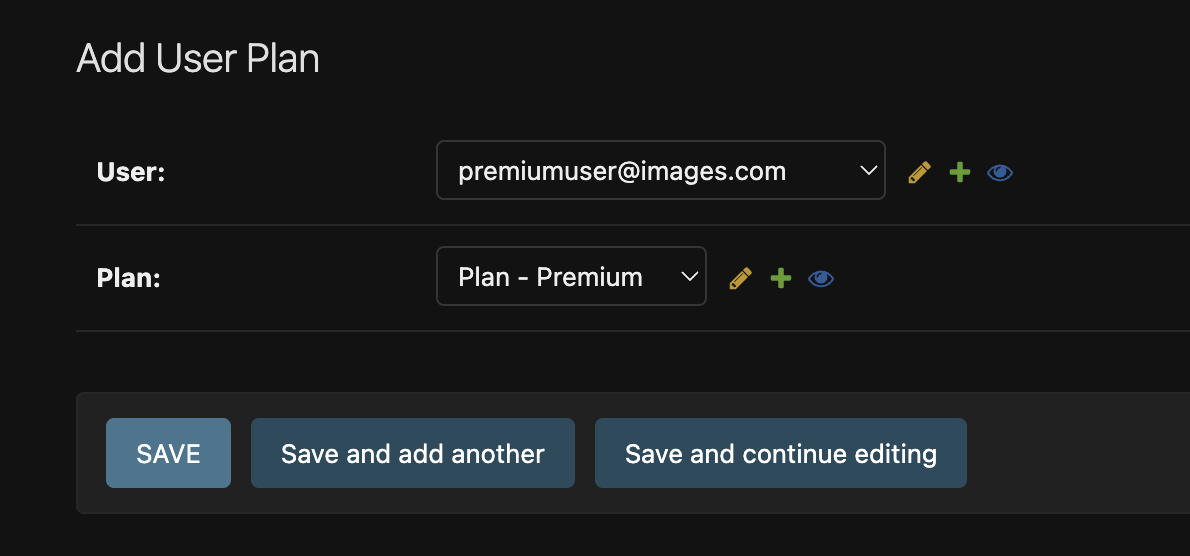 Add User Plan
User: premiumuser@images.com
Plan: Plan - Premium
SAVE Save and add another Save and continue editing